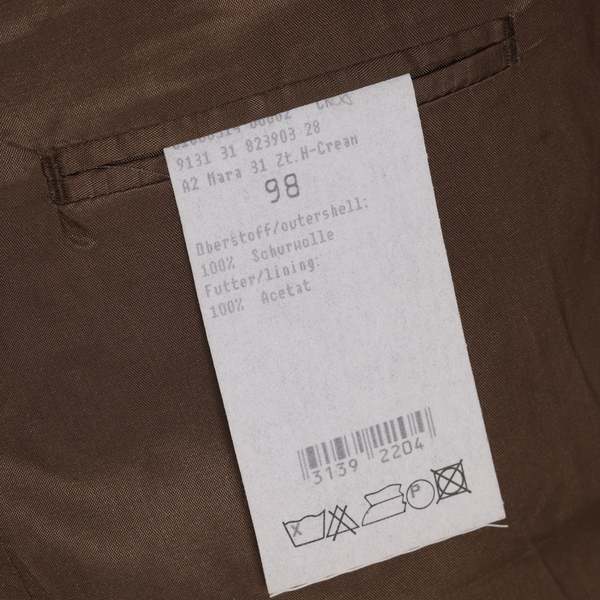 9131 31 823903 28
A2 Mara 31 Zt.H-Crean
98
Oberstoff/outershell:
100% Schurwolle
Futter/lining:
100% Acetat
3139 2204
P